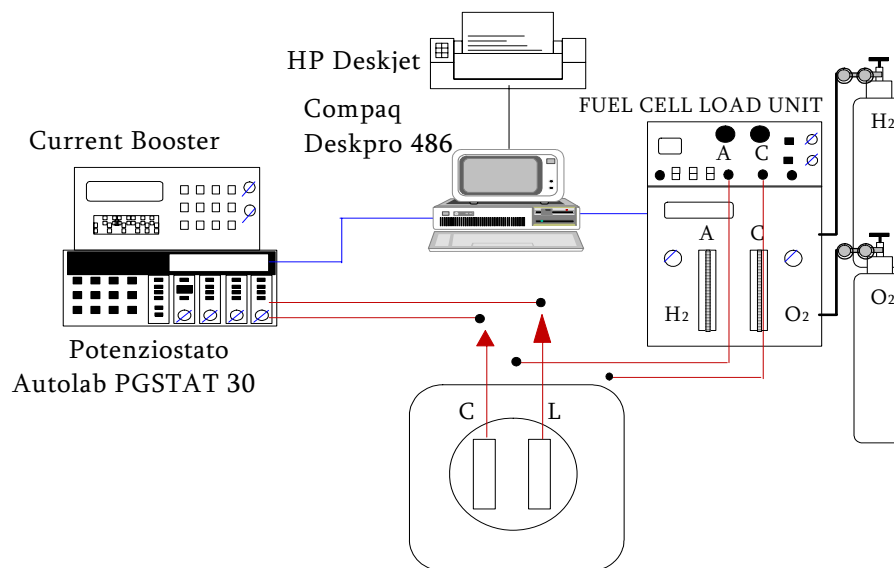 HP Deskjet
Compaq
Deskpro 486
FUEL CELL LOAD UNIT
H2
Current Booster
A C
A C
H2 O2
O2
Potenziostato
Autolab PGSTAT 30
C L